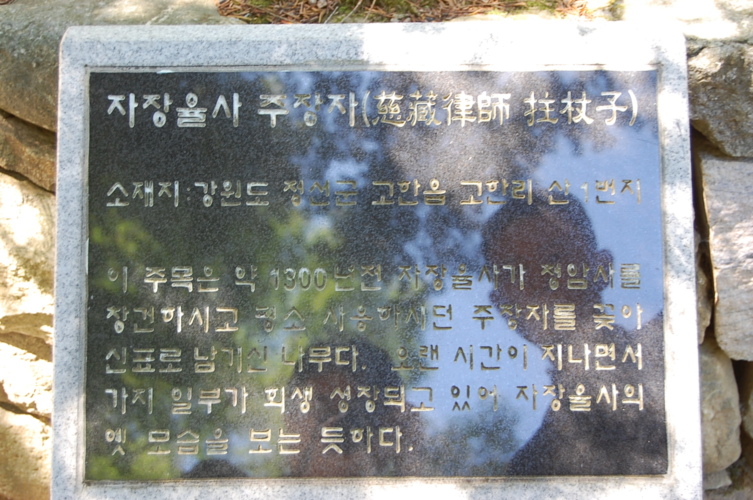 자장율사 주장자(慈藏律師 拄杖子)
소재지:강원도 정선군 고한읍 고한리 산 1번지
이 주목은 약 1300년전 자장율사가 정암사를
창건하시고 평소 사용하시던 주장자를 꽂아
신표로 남기신 나무다. 오랜 시간이 지나면서
가지 일부가 회생 성장되고 있어 자장율사의
옛 모습을 보는 듯하다.